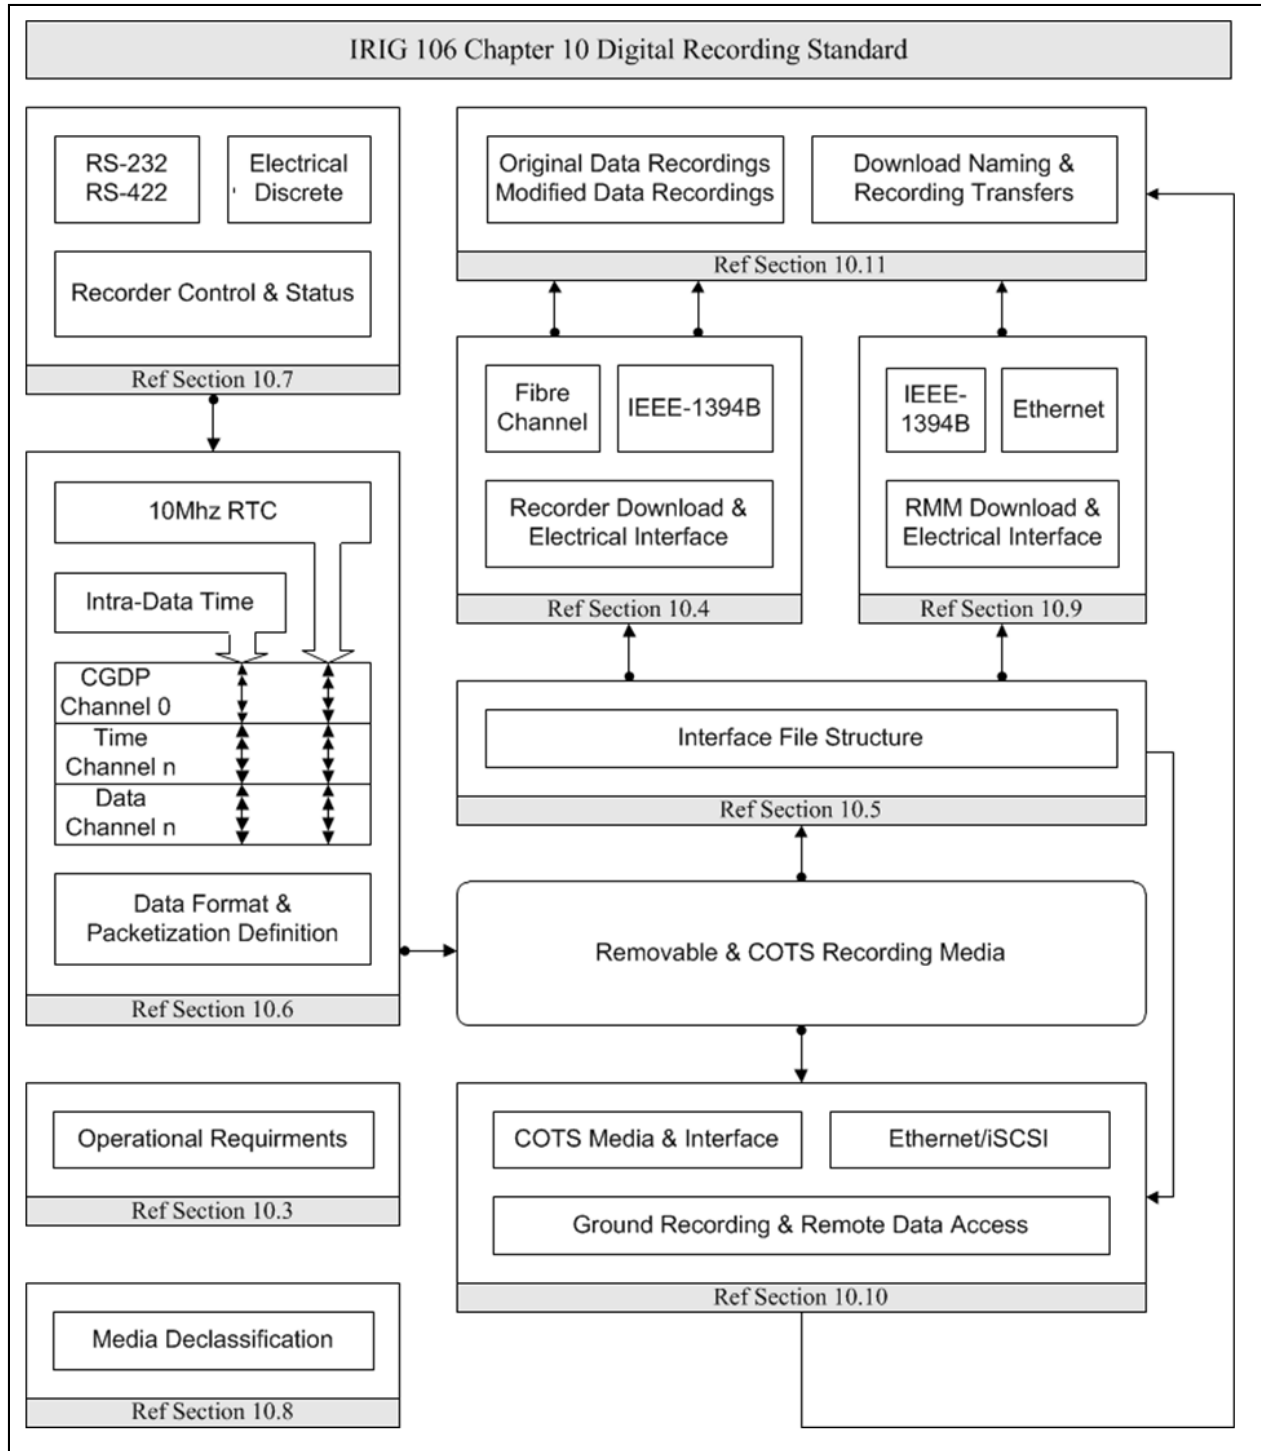 IRIG 106 Chapter 10 Digital Recording Standard
RS-232
RS-422
Electrical
Discrete
Recorder Control & Status
Ref Section 10.7
10Mhz RTC
Intra-Data Time
CGDP
Channel 0
Time
Channel n
Data
Channel n
Data Format &
Packetization Definition
Ref Section 10.6
Operational Requirments
Ref Section 10.3
Media Declassification
Ref Section 10.8
Original Data Recordings
Modified Data Recordings
Download Naming &
Recording Transfers
Ref Section 10.11
Fibre
Channel
IEEE-1394B
Recorder Download &
Electrical Interface
Ref Section 10.4
IEEE-
1394B
Ethernet
RMM Download &
Electrical Interface
Ref Section 10.9
Interface File Structure
Ref Section 10.5
Removable & COTS Recording Media
COTS Media & Interface
Ethernet/iSCSI
Ground Recording & Remote Data Access
Ref Section 10.10